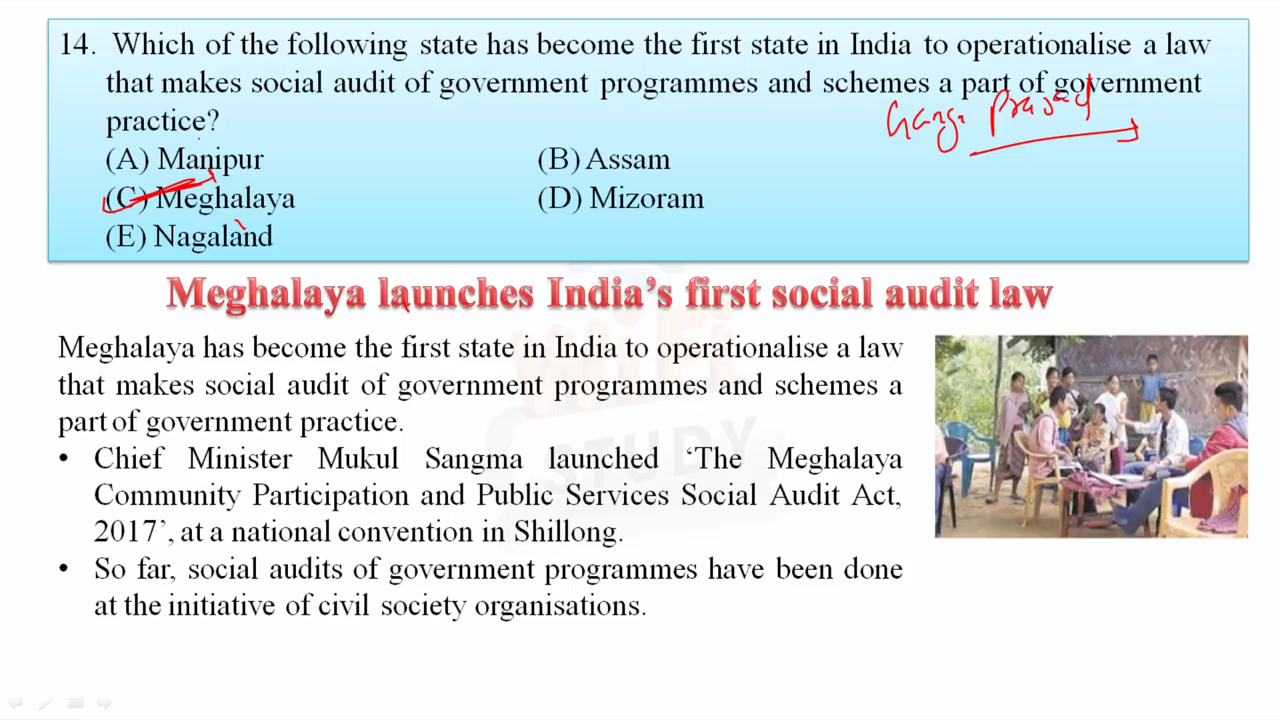 14. Which of the following state has become the first state in India to operationalise a law
that makes social audit of government programmes and schemes a part of government
practice?
Ganga Prasad
(A) Manipur
(B) Assam
(C) Meghalaya
(D) Mizoram
(E) Nagaland
Meghalaya launches India's first social audit law
Meghalaya has become the first state in India to operationalise a law
that makes social audit of government programmes and schemes a
part of government practice.
• Chief Minister Mukul Sangma launched ‘The Meghalaya
Community Participation and Public Services Social Audit Act,
2017’, at a national convention in Shillong.
• So far, social audits of government programmes have been done
at the initiative of civil society organisations.
STUDY